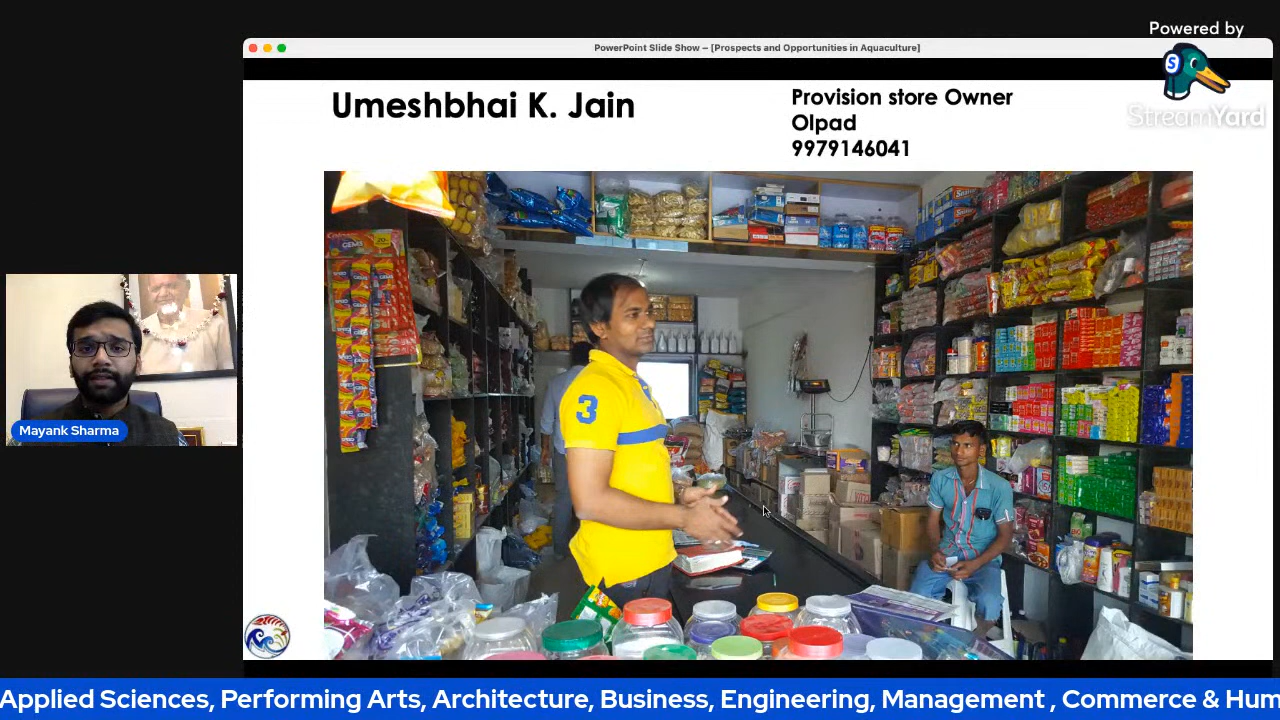 Powered by
StreamYard
PowerPoint Slide Show – [Prospects and Opportunities in Aquaculture]
Umeshbhai K. Jain
Provision store Owner
Olpad
9979146041
GEMS
3
Mayank Sharma
Applied Sciences, Performing Arts, Architecture, Business, Engineering, Management , Commerce & Hum